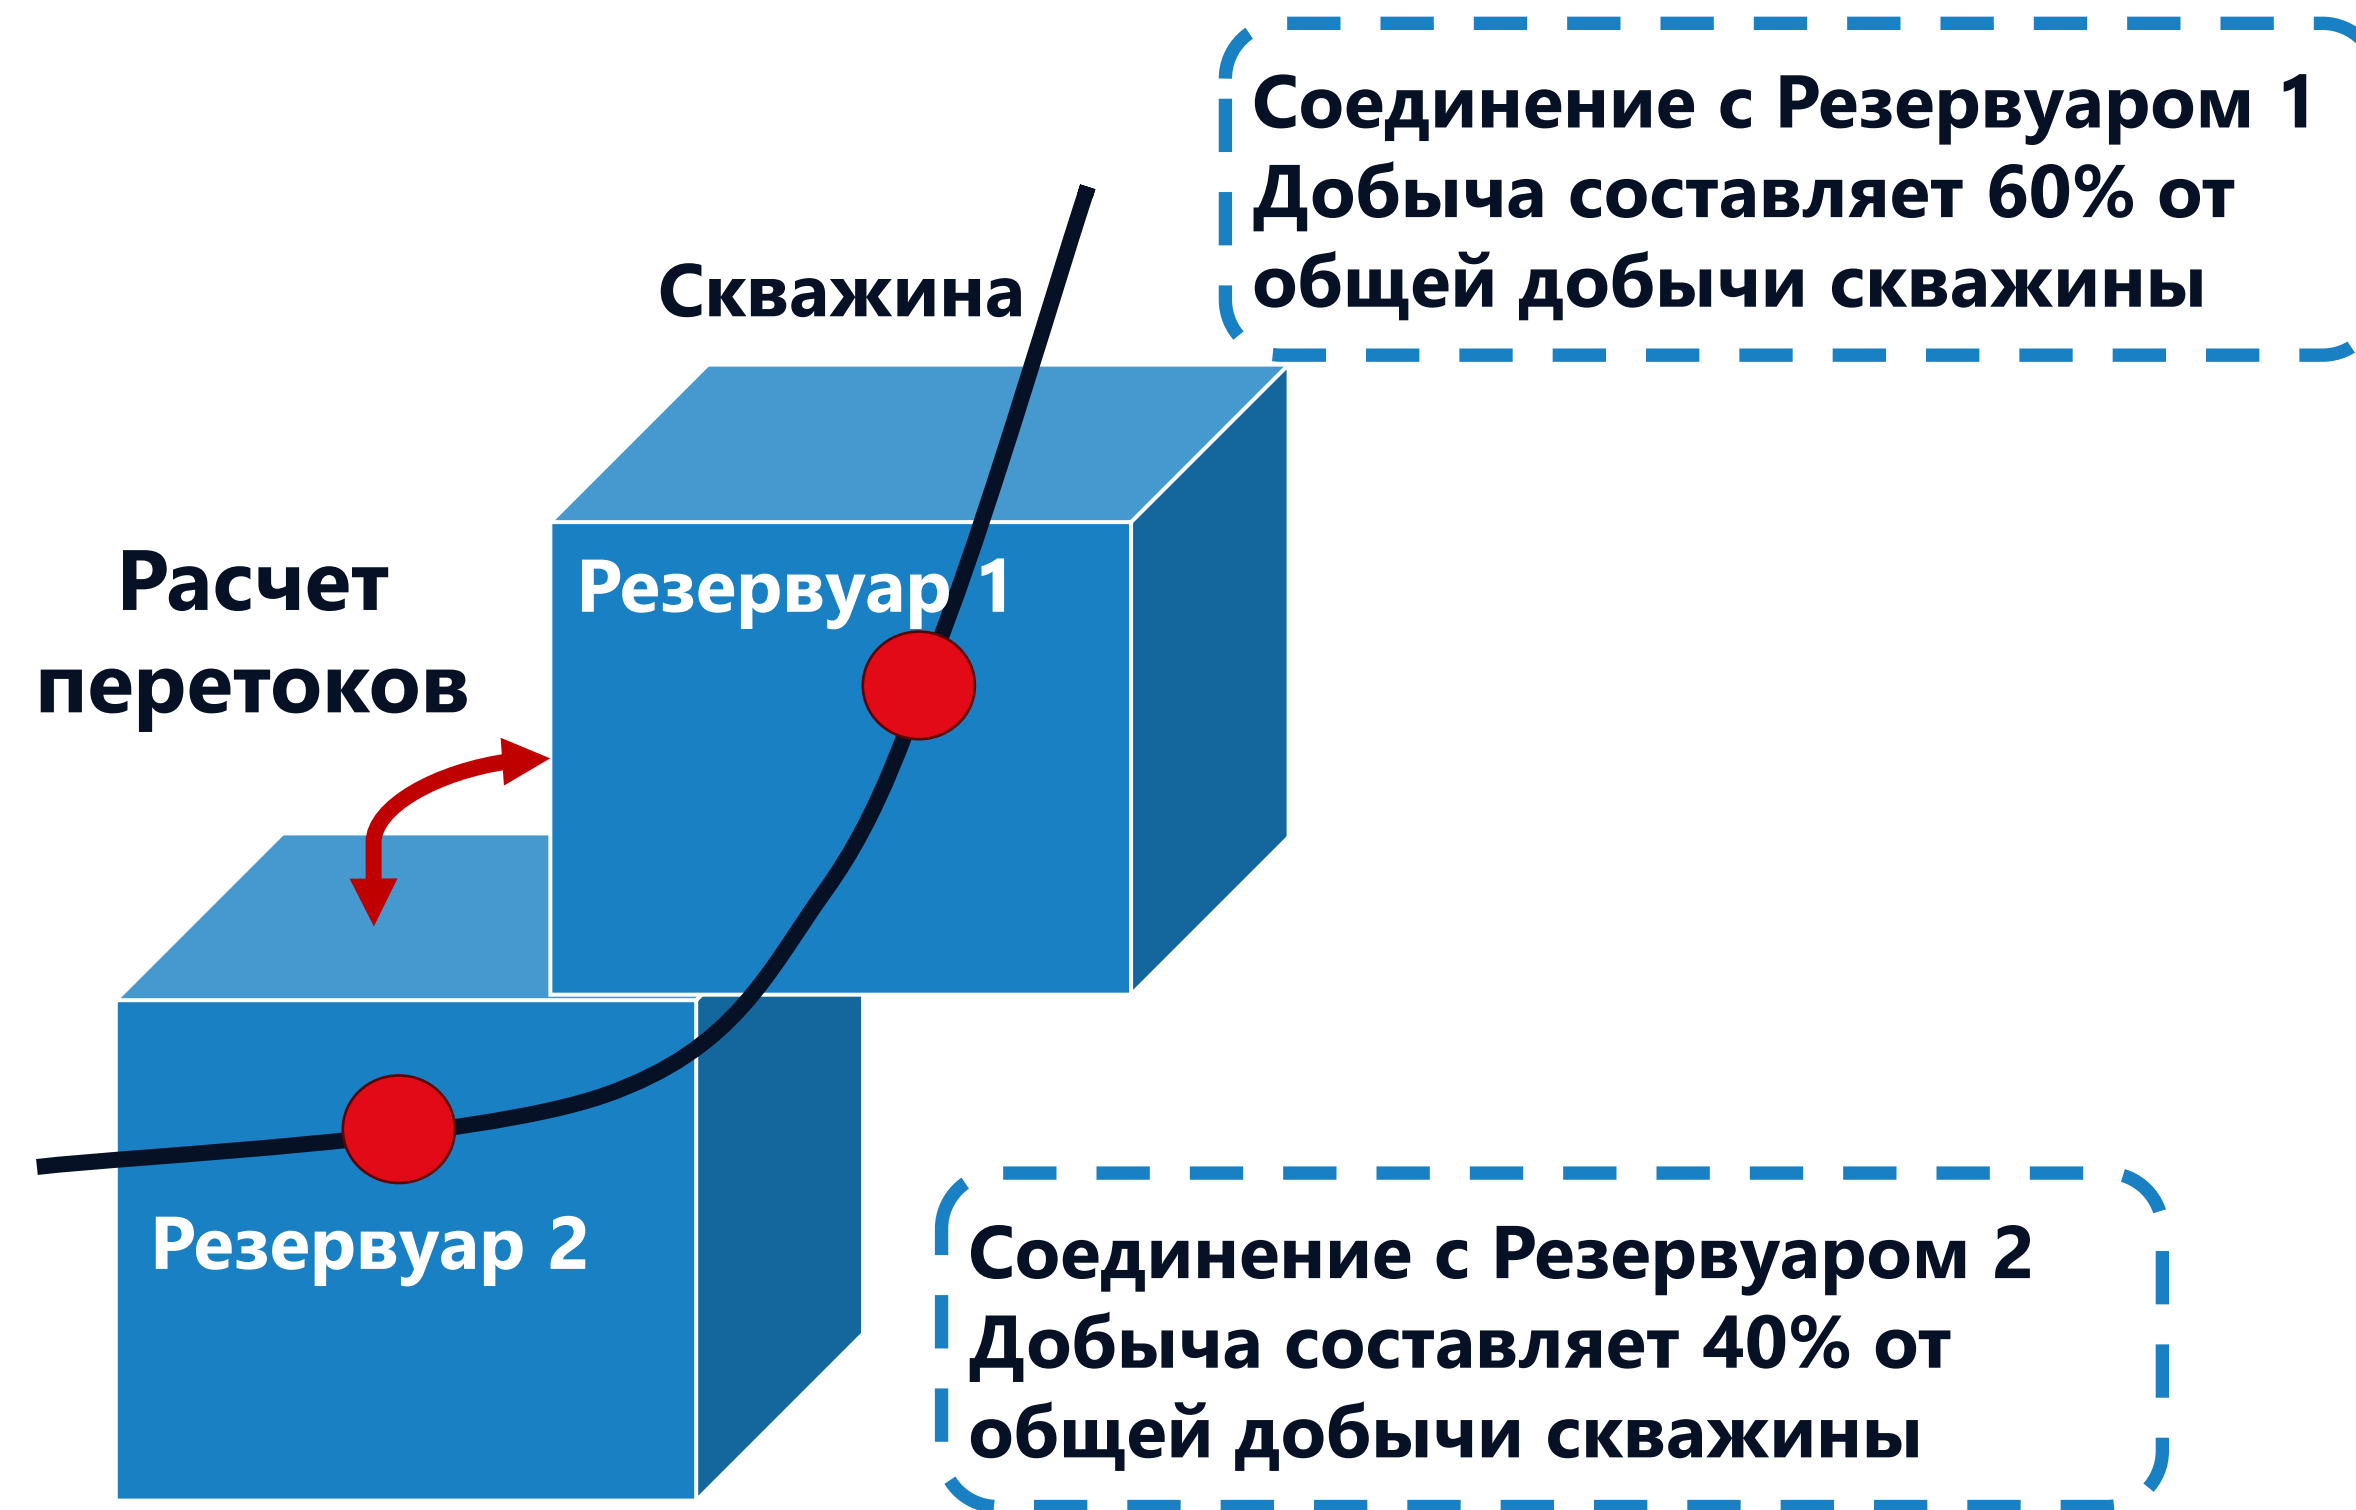 Соединение с Резервуаром 1
Добыча составляет 60% от
общей добычи скважины
Скважина
Расчет
перетоков
Резервуар 1
Резервуар 2
Соединение с Резервуаром 2
Добыча составляет 40% от
общей добычи скважины